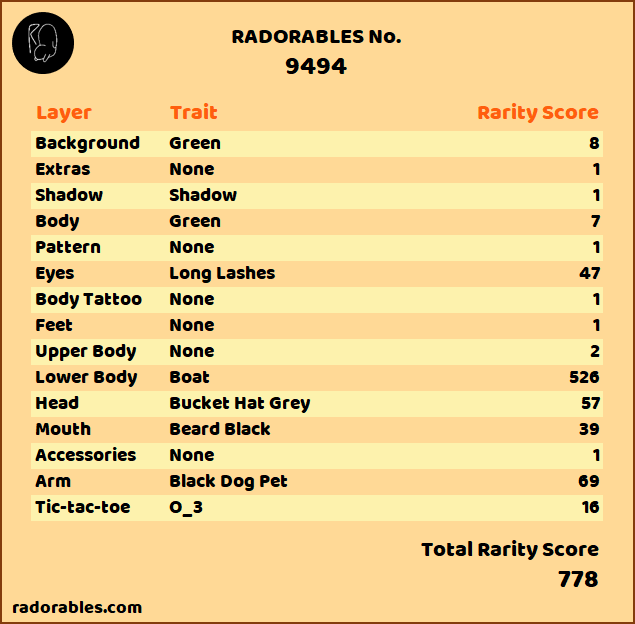 RADORABLES No.
9494
Layer Trait Rarity Score
Background Green 8
Extras None 1
Shadow Shadow 1
Body Green 7
Pattern None 1
Eyes Long Lashes 47
Body Tattoo None 1
Feet None 1
Upper Body None 2
Lower Body Boat 526
Head Bucket Hat Grey 57
Mouth Beard Black 39
Accessories None 1
Arm Black Dog Pet 69
Tic-tac-toe O_3 16
Total Rarity Score
778
radorables.com